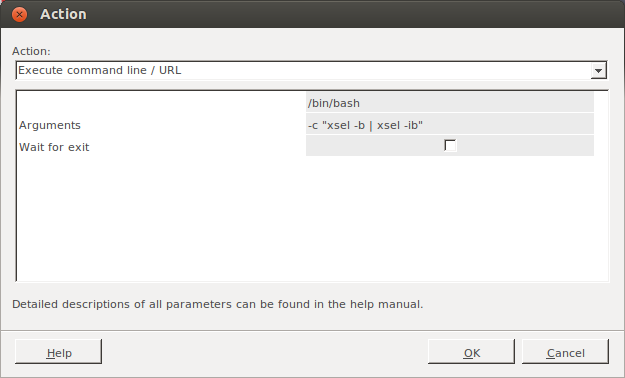 Action
Action:
Execute command line / URL
/bin/bash
Arguments -c "xsel -b | xsel -ib"
Wait for exit
Detailed descriptions of all parameters can be found in the help manual.
Help OK Cancel